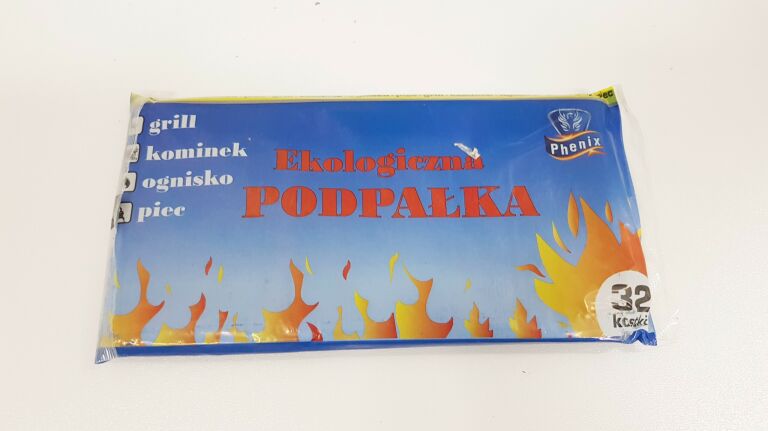 grill
kominek
ognisko
piec
Ekologiczna
PODPAŁKA
Phenix
32
kostki